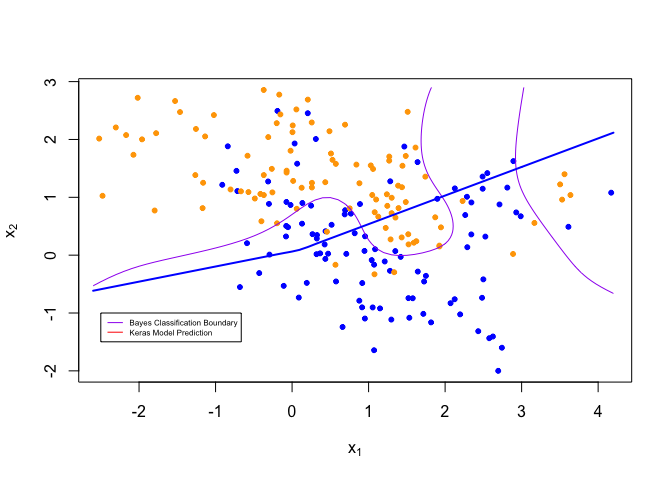 3
2
1
0
-1
-2
x2
Bayes Classification Boundary
Keras Model Prediction
-2 -1 0 1 2 3 4
x1